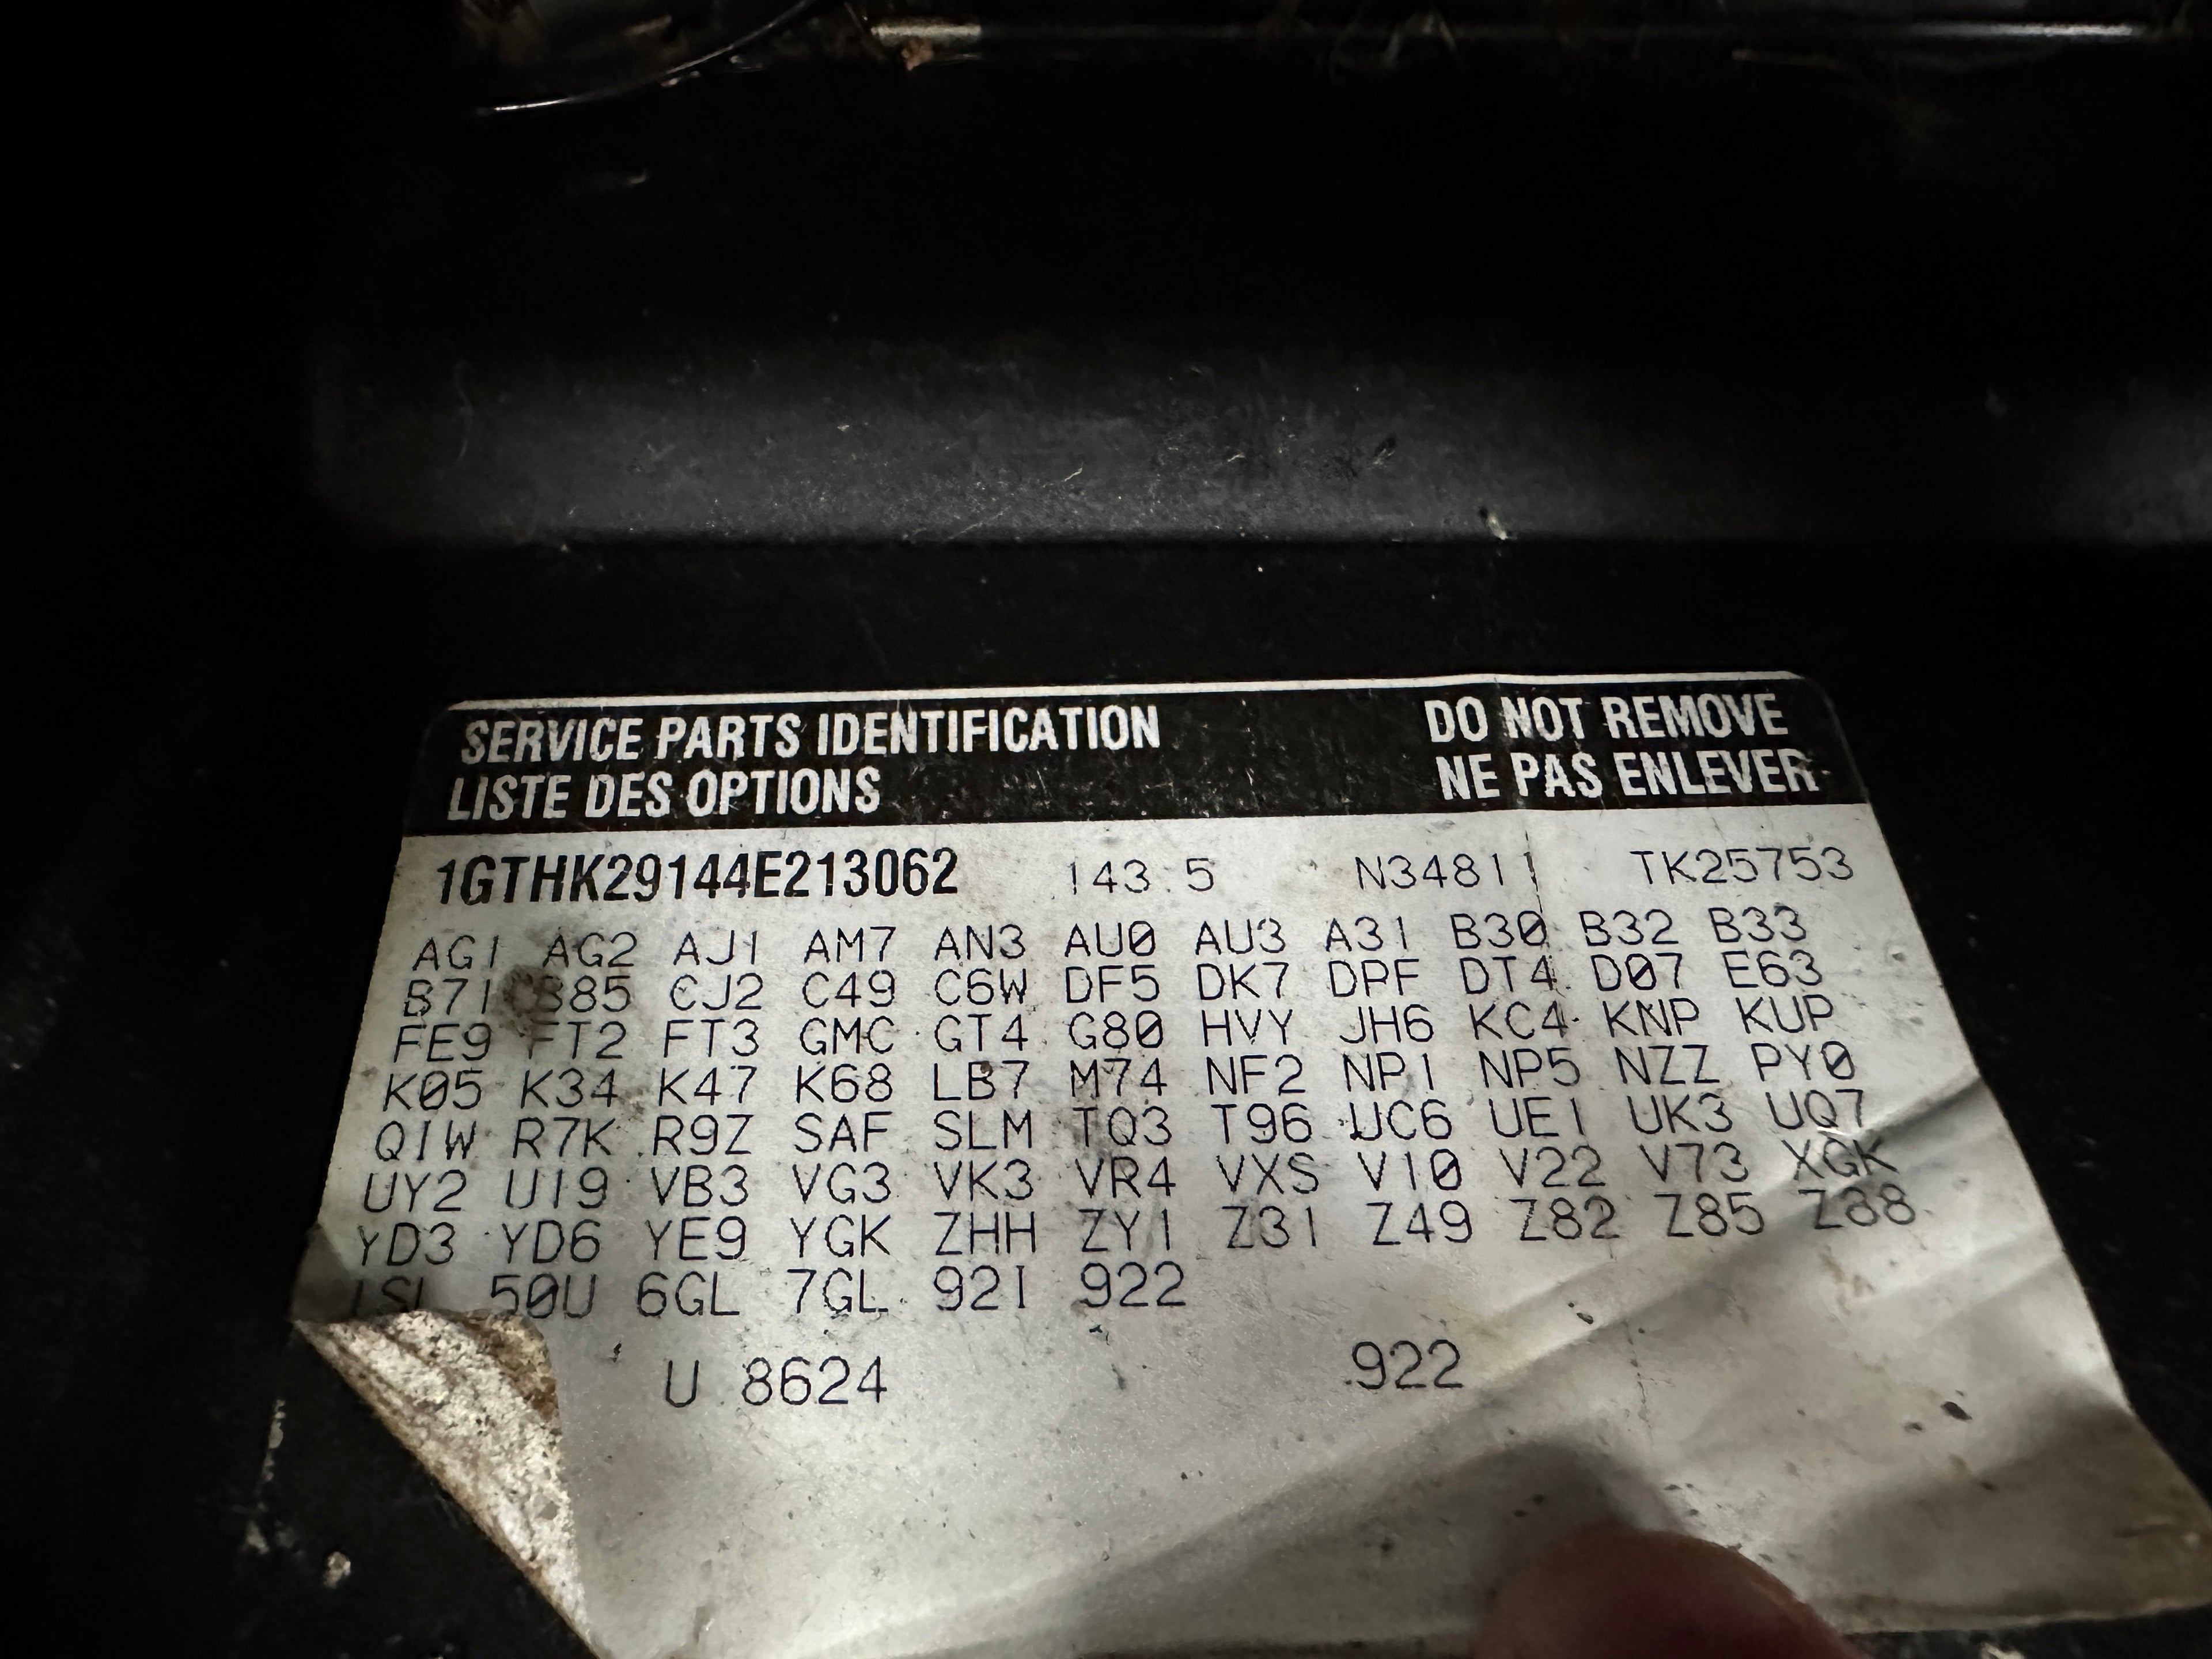 SERVICE PARTS IDENTIFICATION DO NOT REMOVE
LISTE DES OPTIONS NE PAS ENLEVER
1GTHK29144E213062 143.5 N34811 TK25753
AG1 AG2 AJ1 AM7 AN3 AU0 AU3 A31 B30 B32 B33
B71 B85 CJ2 C49 C6W DF5 DK7 DPF DT4 D07 E63
FE9 FT2 FT3 GMC GT4 G80 HVY JH6 KC4 KNP KUP
K05 K34 K47 K68 LB7 M74 NF2 NP1 NP5 NZZ PY0
Q1W R7K R9Z SAF SLM TQ3 T96 UC6 UE1 UK3 UQ7
UY2 U19 VB3 VG3 VK3 VR4 VXS V10 V22 V73 XGK
YD3 YD6 YE9 YGK ZHH ZY1 Z31 Z49 Z82 Z85 Z88
50U 6GL 7GL 921 922
U 8624 922